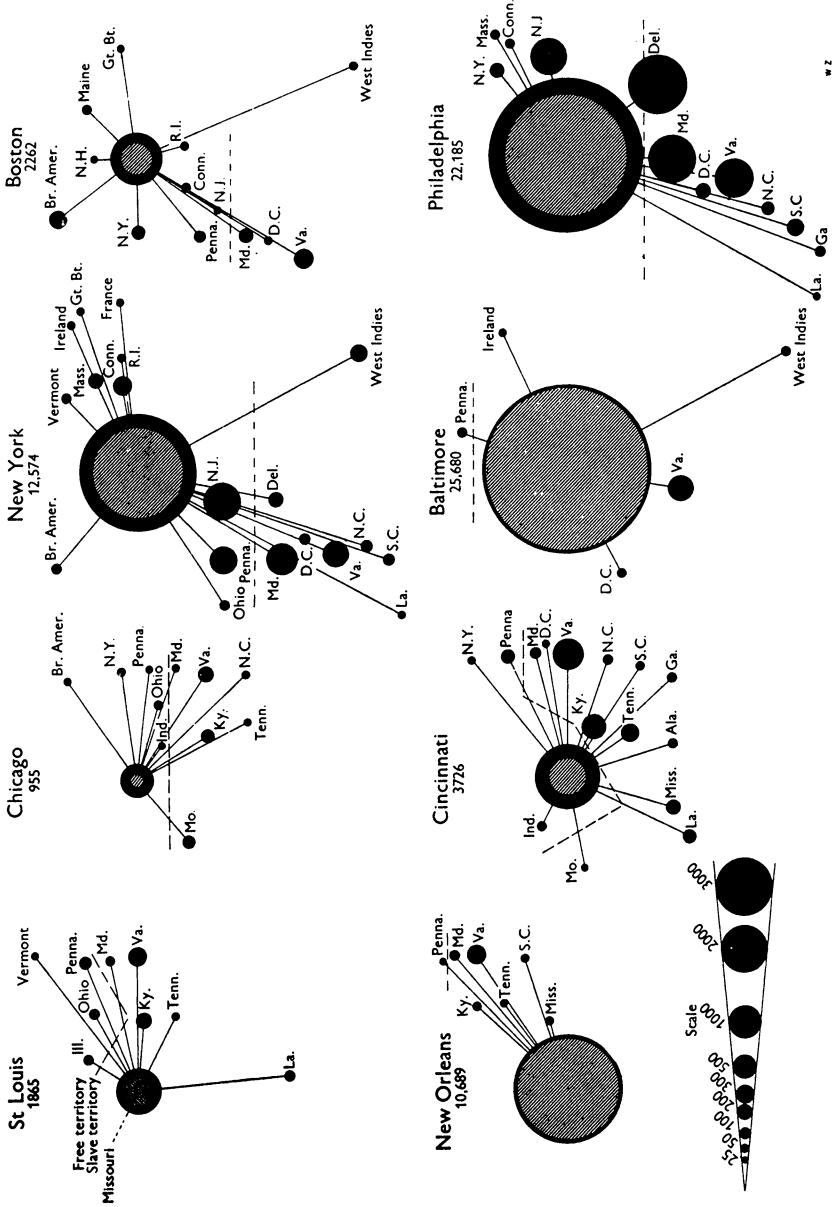 St Louis
1865
Vermont
Penna.
Md.
Va.
Ohio
Ill.
Ky.
Tenn.
La.
Free territory
Slave territory
Missouri
Chicago
955
Br. Amer.
N.Y.
Penna.
Ohio
Md.
Va.
N.C.
Ind.
Ky.
Tenn.
Mo.
New York
12,574
Br. Amer.
Vermont
Ireland
Gt. Bt.
Mass.
Conn.
R.I.
France
West Indies
N.J.
Del.
Ohio
Penna.
Md.
D.C.
Va.
N.C.
S.C.
La.
Boston
2262
Br. Amer.
N.H.
Maine
Gt. Bt.
R.I.
West Indies
N.Y.
Conn.
N.J.
Penna.
Md.
D.C.
Va.
New Orleans
10,689
Penna.
Md.
Va.
Ky.
Tenn.
S.C.
Miss.
Cincinnati
3726
N.Y.
Penna
Md.
D.C.
Va.
N.C.
S.C.
Ky.
Tenn.
Ga.
Ala.
Miss.
La.
Ind.
Mo.
Baltimore
25,680
Penna.
Ireland
West Indies
Va.
D.C.
Philadelphia
22,185
N.Y.
Mass.
Conn.
N.J
Del.
Md.
D.C.
Va.
N.C.
S.C
Ga
La.
Scale
25
50
100
200
300
500
1000
2000
3000
w z